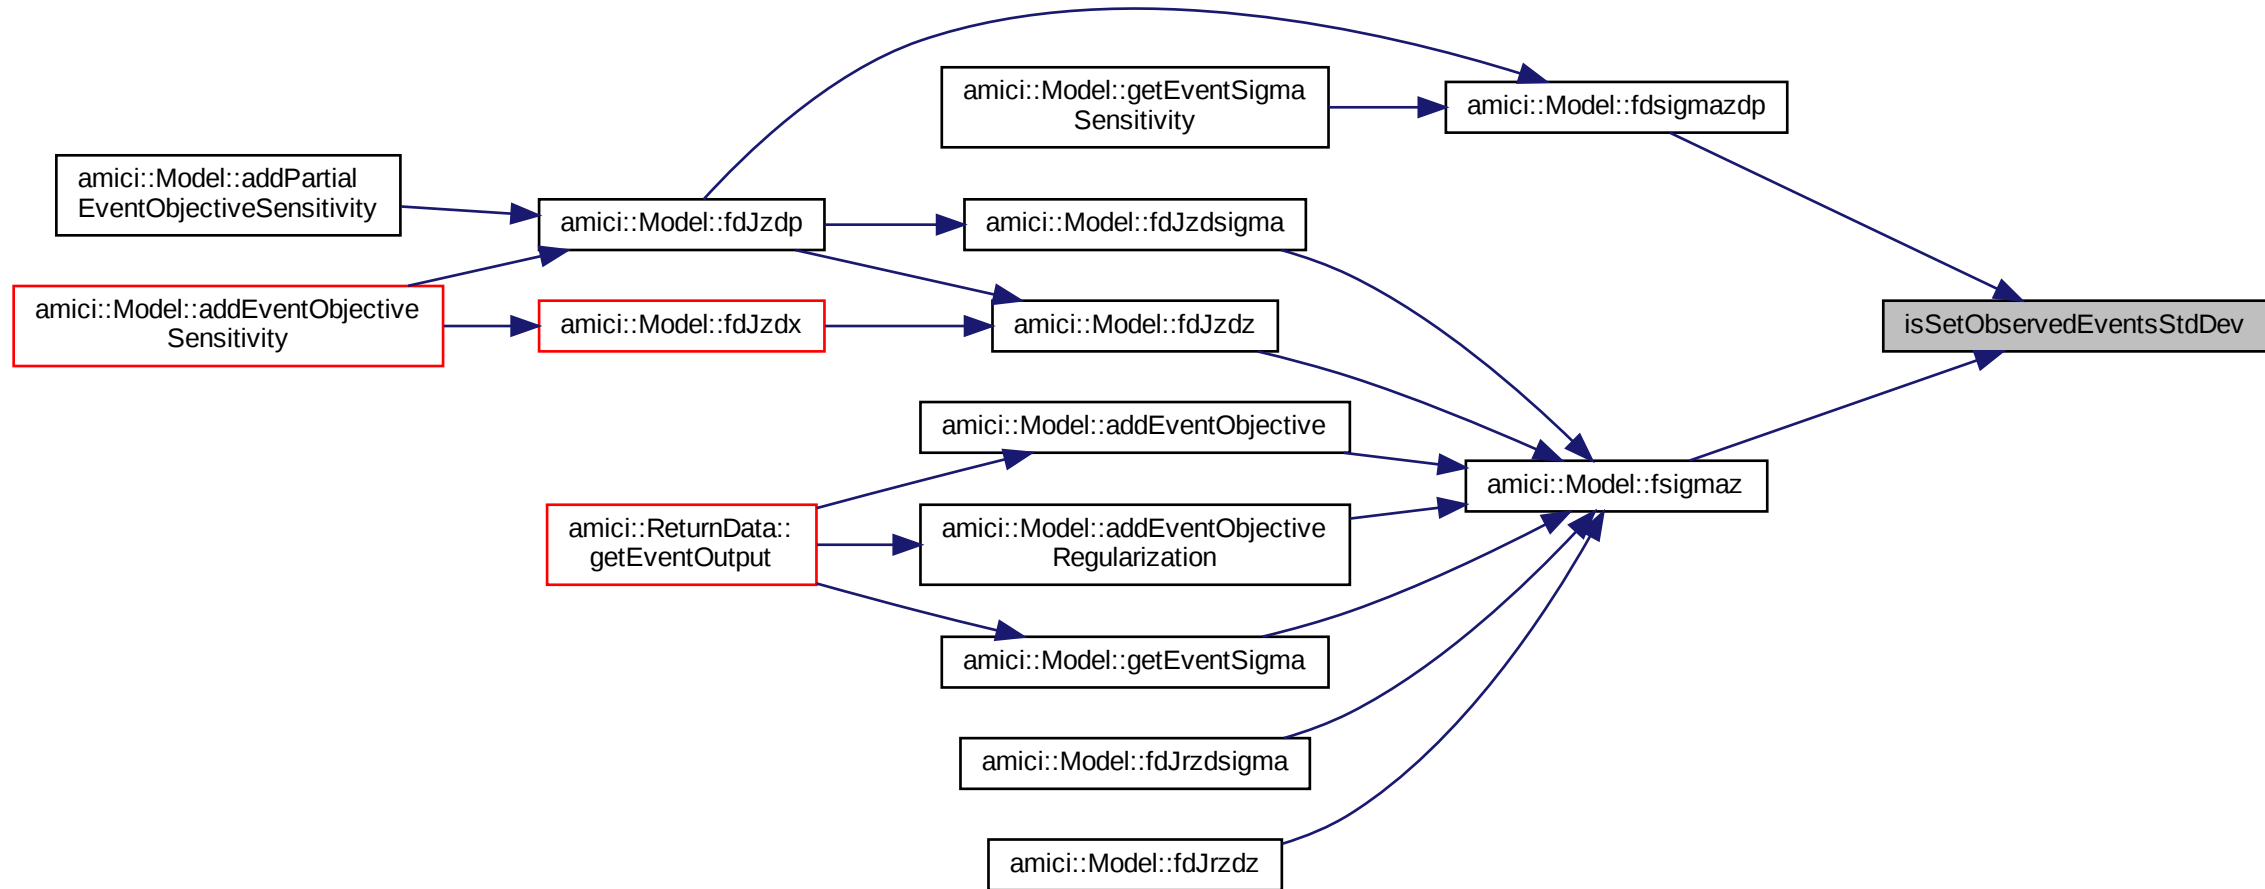 amici::Model::getEventSigma
Sensitivity
amici::Model::fdsigmazdp
amici::Model::addPartial
EventObjectiveSensitivity
amici::Model::fdJzdp
amici::Model::fdJzdsigma
amici::Model::addEventObjective
Sensitivity
amici::Model::fdJzdx
amici::Model::fdJzdz
isSetObservedEventsStdDev
amici::Model::addEventObjective
amici::Model::fsigmaz
amici::ReturnData::
getEventOutput
amici::Model::addEventObjective
Regularization
amici::Model::getEventSigma
amici::Model::fdJrzdsigma
amici::Model::fdJrzdz